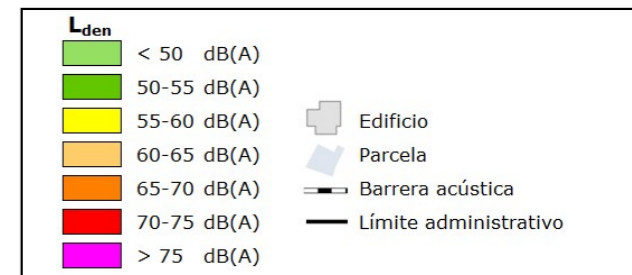 Lden
< 50 dB(A)
50-55 dB(A)
55-60 dB(A)
60-65 dB(A)
65-70 dB(A)
70-75 dB(A)
> 75 dB(A)
Edificio
Parcela
Barrera acústica
Límite administrativo